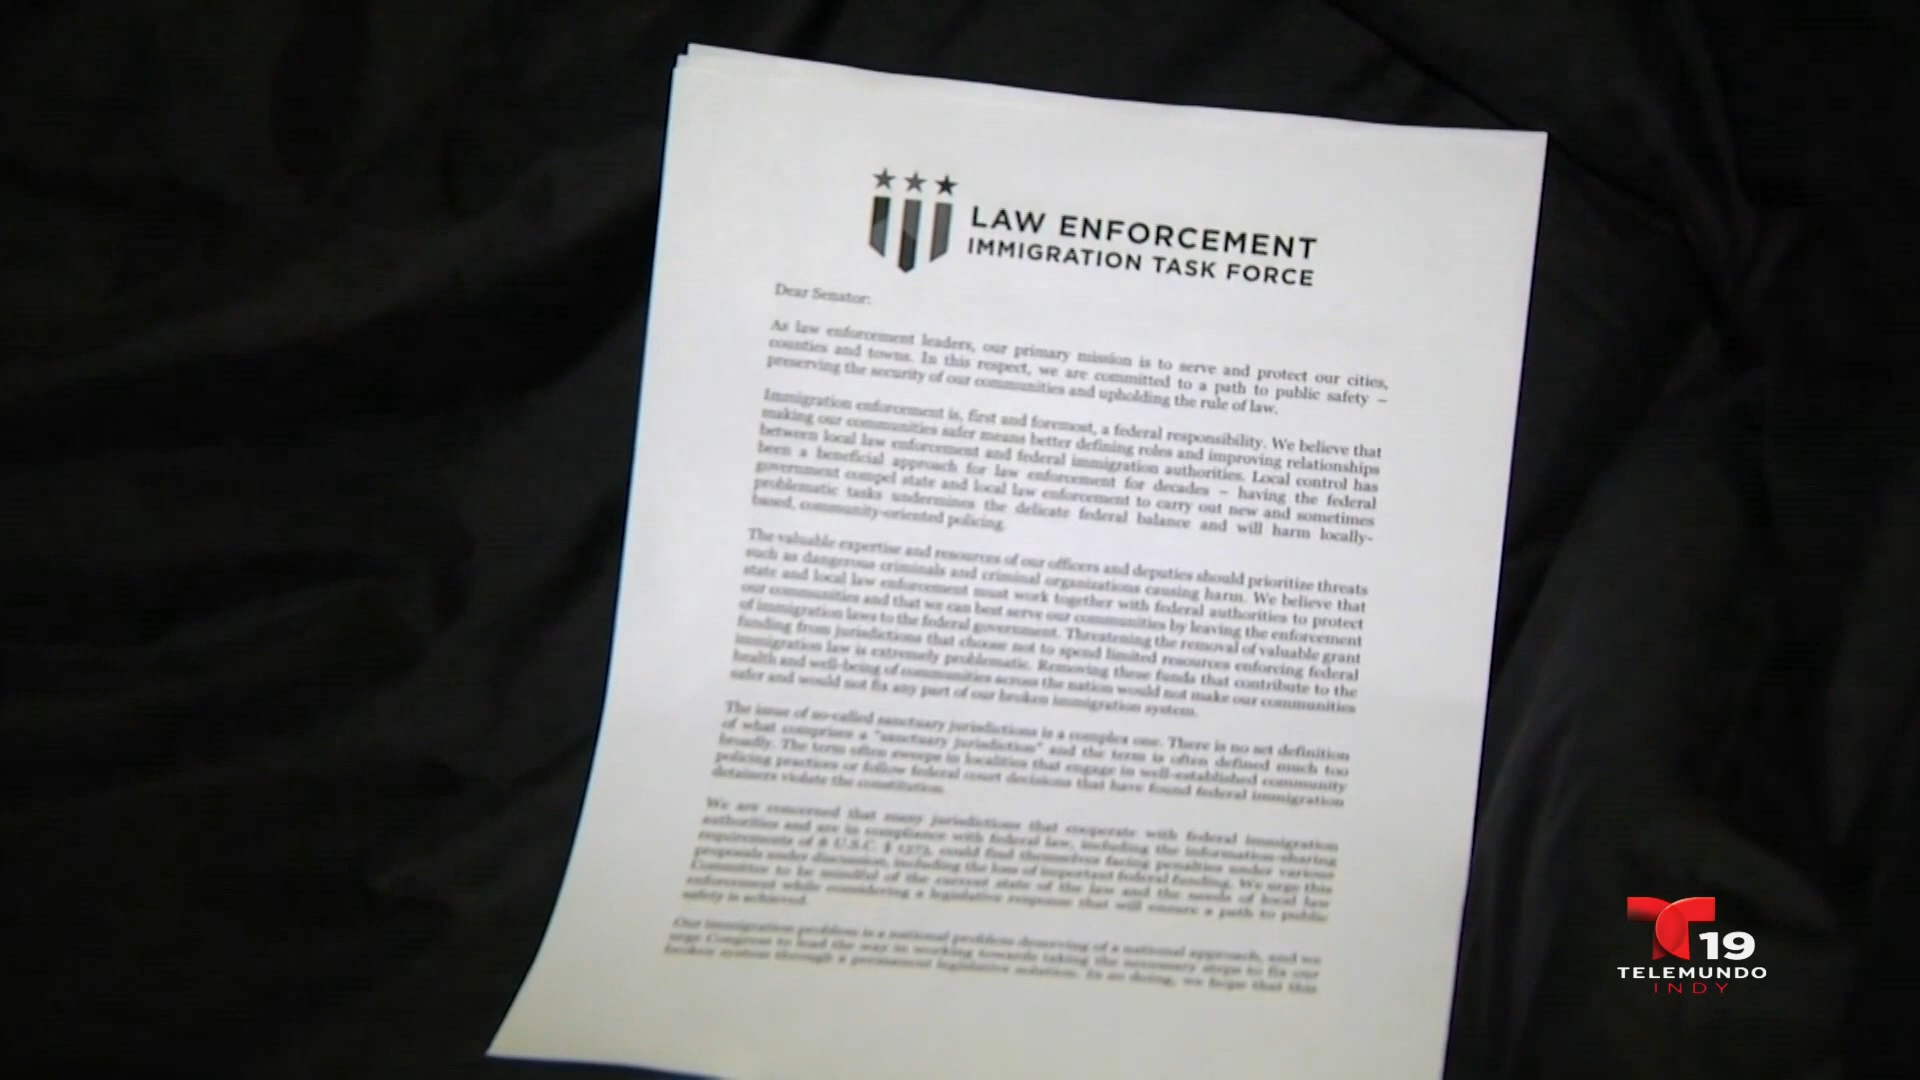 LAW ENFORCEMENT
IMMIGRATION TASK FORCE
Dear Senator:
As law enforcement leaders, our primary mission is to serve and protect our cities,
counties and towns. In this respect, we are committed to a path to public safety –
preserving the security of our communities and upholding the rule of law.
Immigration enforcement is, first and foremost, a federal responsibility. We believe that
making our communities safer means better defining roles and improving relationships
between local law enforcement and federal immigration authorities. Local control has
been a beneficial approach for law enforcement for decades – having the federal
government compel state and local law enforcement to carry out new and sometimes
problematic tasks undermines the delicate federal balance and will harm locally-
based, community-oriented policing.
The valuable expertise and resources of our officers and deputies should prioritize threats
such as dangerous criminals and criminal organizations causing harm. We believe that
state and local law enforcement must work together with federal authorities to protect
our communities and that we can best serve our communities by leaving the enforcement
of immigration laws to the federal government. Threatening the removal of valuable grant
funding from jurisdictions that choose not to spend limited resources enforcing federal
immigration law is extremely problematic. Removing these funds that contribute to the
health and well-being of communities across the nation would not make our communities
safer and would not fix any part of our broken immigration system.
The issue of so-called sanctuary jurisdictions is a complex one. There is no set definition
of what comprises a "sanctuary jurisdiction" and the term is often defined much too
broadly. The term often sweeps in localities that engage in well-established community
policing practices or follow federal court decisions that have found federal immigration
detainers violate the constitution.
We are concerned that many jurisdictions that cooperate with federal immigration
authorities and are in compliance with federal law, including the information-sharing
requirements of 8 U.S.C. § 1373, could find themselves facing penalties under various
proposals under discussion, including the loss of important federal funding. We urge this
Committee to be mindful of the current state of the law and the needs of local law
enforcement while considering a legislative response that will ensure a path to public
safety is achieved.
Our immigration problem is a national problem deserving of a national approach, and we
urge Congress to lead the way in working towards taking the necessary steps to fix our
broken system through a permanent legislative solution. In so doing, we hope that this
19
TELEMUNDO
INDY